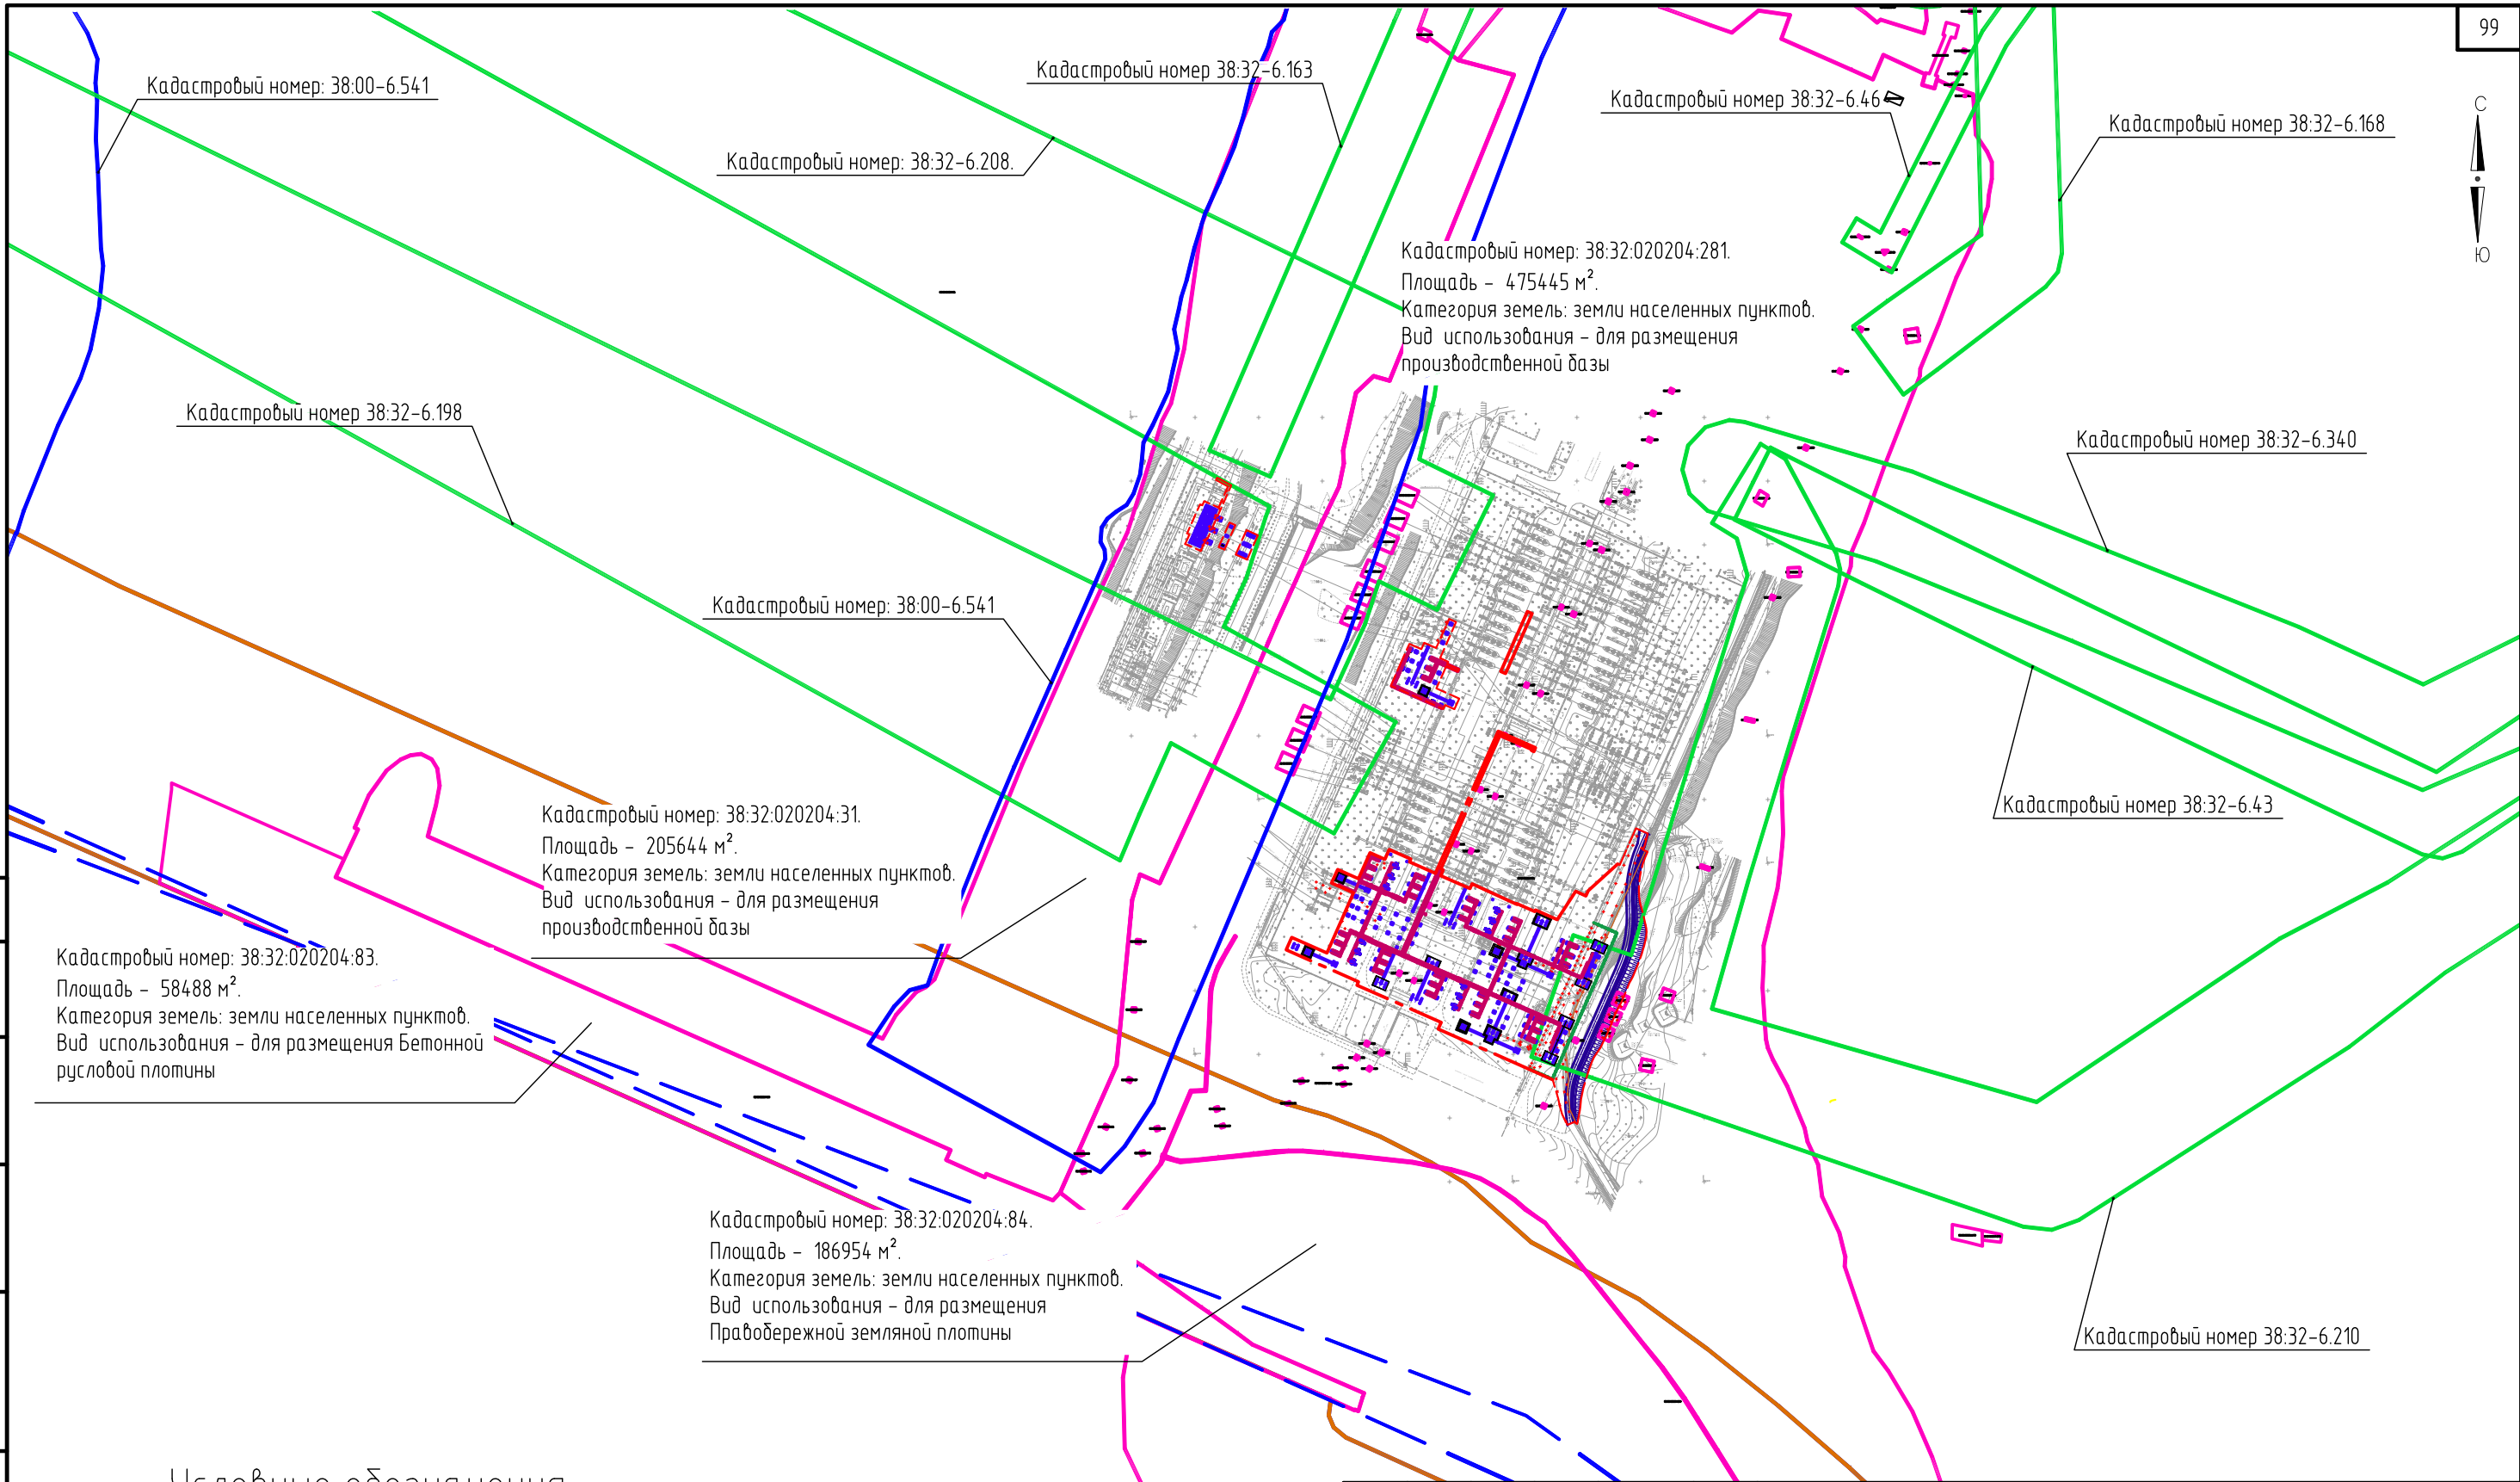 99
Кадастровый номер: 38:00-6.541
Кадастровый номер 38:32-6.163
Кадастровый номер 38:32-6.46
Кадастровый номер 38:32-6.168
С
Ю
Кадастровый номер: 38:32-6.208.
Кадастровый номер: 38:32:020204:281.
Площадь - 475445 м².
Категория земель: земли населенных пунктов.
Вид использования - для размещения
производственной базы
Кадастровый номер 38:32-6.198
Кадастровый номер 38:32-6.340
Кадастровый номер: 38:00-6.541
Кадастровый номер 38:32-6.43
Кадастровый номер: 38:32:020204:31.
Площадь - 205644 м².
Категория земель: земли населенных пунктов.
Вид использования - для размещения
производственной базы
Кадастровый номер: 38:32:020204:83.
Площадь - 58488 м².
Категория земель: земли населенных пунктов.
Вид использования - для размещения Бетонной
русловой плотины
Кадастровый номер: 38:32:020204:84.
Площадь - 186954 м².
Категория земель: земли населенных пунктов.
Вид использования - для размещения
Правобережной земляной плотины
Кадастровый номер 38:32-6.210
Условные обозначения